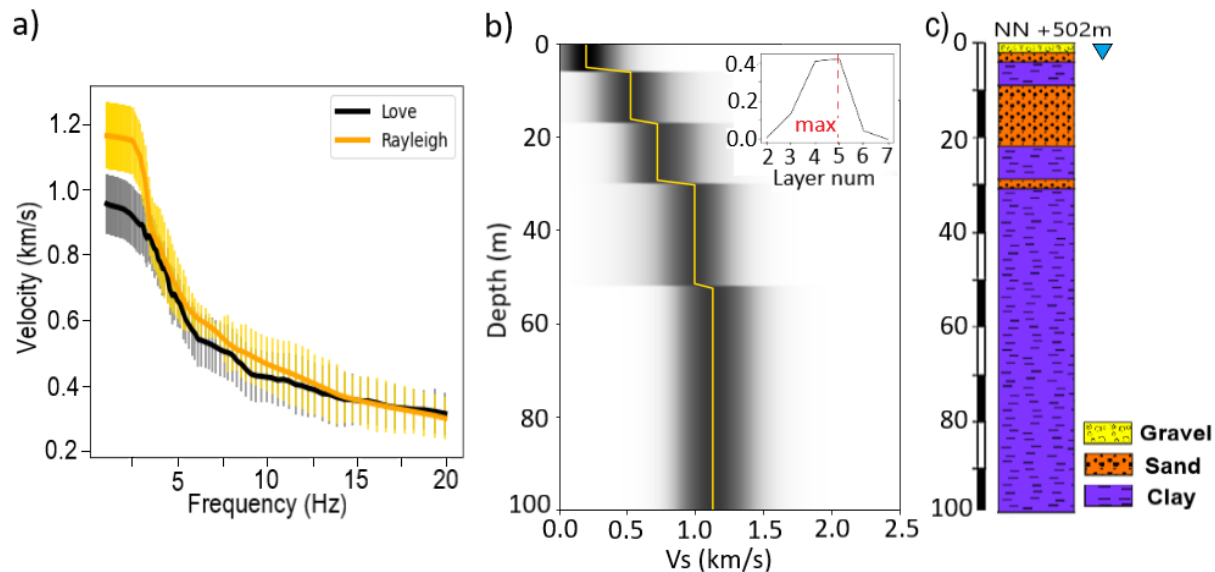 a)
Love
Rayleigh
1.2
1.0
0.8
0.6
0.4
0.2
5
10
15
20
Velocity (km/s)
Frequency (Hz)
b)
0
20
40
60
80
100
Depth (m)
0.0 0.5 1.0 1.5 2.0 2.5
Vs (km/s)
0.4
0.2
0.0
max
2 3 4 5 6 7
Layer num
c)
NN +502m
0
20
40
60
80
100
Gravel
Sand
Clay